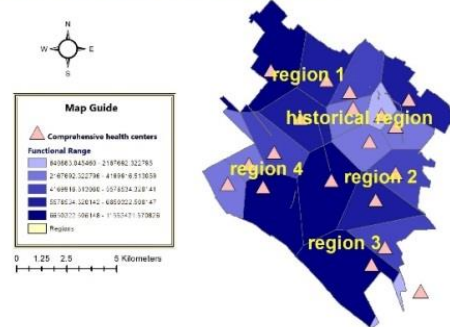 N
W E
S
Map Guide
Comprehensive health centers
Functional Range
Regions
0 1.25 2.5 5 Kilometers
region 1
historical region
region 4
region 2
region 3